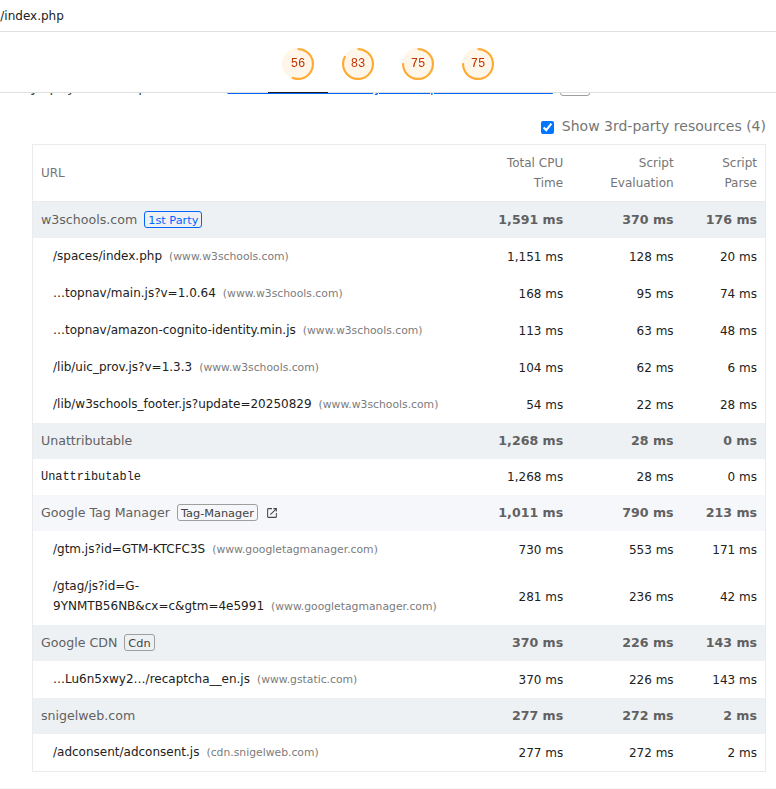 /index.php
56 83 75 75
Show 3rd-party resources (4)
URL Total CPU Time Script Evaluation Script Parse
w3schools.com 1st Party 1,591 ms 370 ms 176 ms
/spaces/index.php (www.w3schools.com) 1,151 ms 128 ms 20 ms
…topnav/main.js?v=1.0.64 (www.w3schools.com) 168 ms 95 ms 74 ms
…topnav/amazon-cognito-identity.min.js (www.w3schools.com) 113 ms 63 ms 48 ms
/lib/uic_prov.js?v=1.3.3 (www.w3schools.com) 104 ms 62 ms 6 ms
/lib/w3schools_footer.js?update=20250829 (www.w3schools.com) 54 ms 22 ms 28 ms
Unattributable 1,268 ms 28 ms 0 ms
Unattributable 1,268 ms 28 ms 0 ms
Google Tag Manager Tag-Manager 1,011 ms 790 ms 213 ms
/gtm.js?id=GTM-KTCFC3S (www.googletagmanager.com) 730 ms 553 ms 171 ms
/gtag/js?id=G-
9YNMTB56NB&cx=c&gtm=4e5991 (www.googletagmanager.com) 281 ms 236 ms 42 ms
Google CDN Cdn 370 ms 226 ms 143 ms
…Lu6n5xwy2…/recaptcha__en.js (www.gstatic.com) 370 ms 226 ms 143 ms
snigelweb.com 277 ms 272 ms 2 ms
/adconsent/adconsent.js (cdn.snigelweb.com) 277 ms 272 ms 2 ms